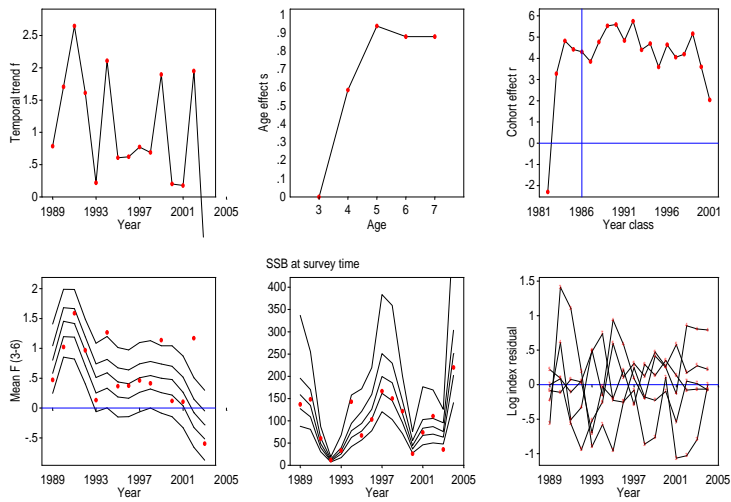 Temporal trend f
2.5
2
1.5
1
.5
0
1989 1993 1997 2001 2005
Year
Age effect s
1
.9
.8
.7
.6
.5
.4
.3
.2
.1
0
3 4 5 6 7
Age
Cohort effect r
6
5
4
3
2
1
0
-1
-2
1981 1986 1991 1996 2001
Year class
Mean F (3-6)
2
1.5
1
0.5
0.0
-.5
1989 1993 1997 2001 2005
Year
SSB at survey time
400
350
300
250
200
150
100
50
0
1989 1993 1997 2001 2005
Year
Log index residual
1.5
1
0.5
0
-0.5
-1
1989 1993 1997 2001 2005
Year